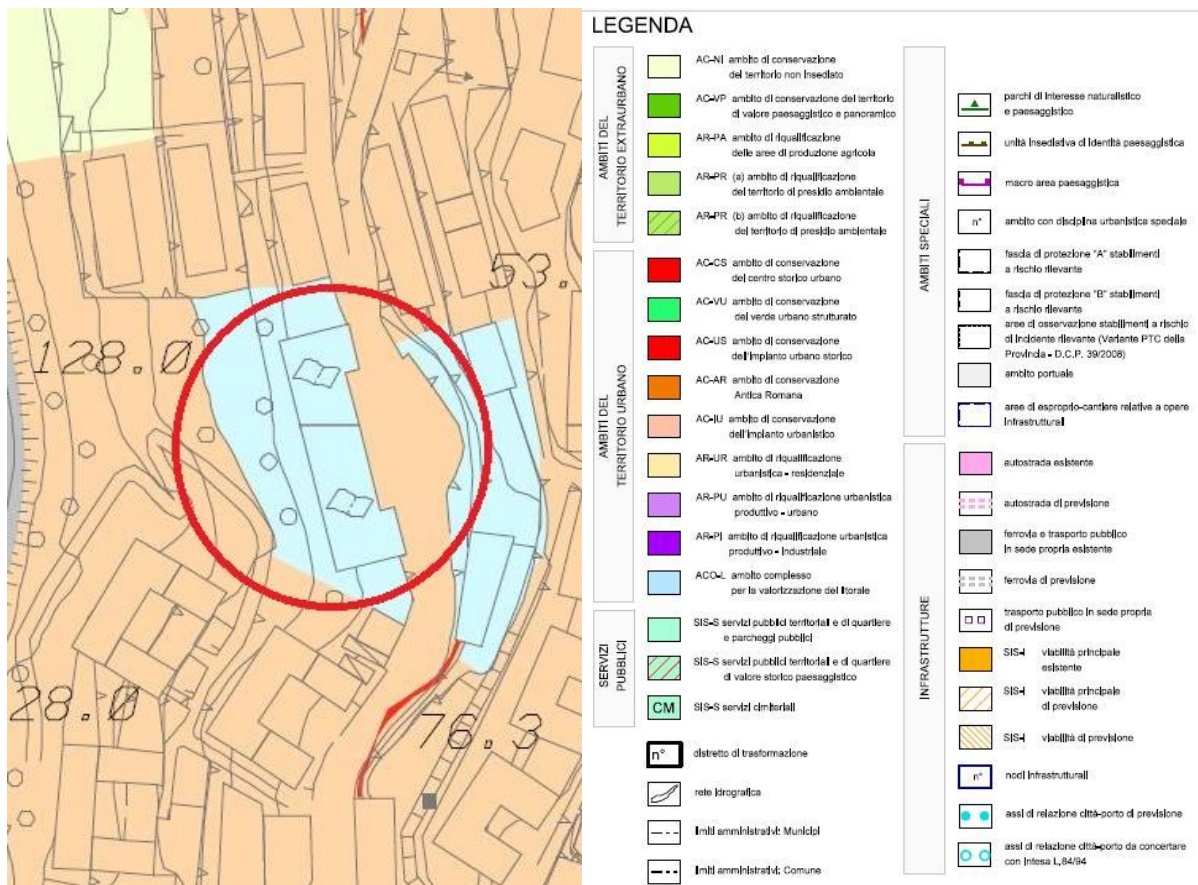 128.0
53.
28.0
76.3
LEGENDA
AMBITI DEL
TERRITORIO EXTRAURBANO
AC-NI ambito di conservazione
del territorio non insediato
AC-VP ambito di conservazione del territorio
di valore paesaggistico e panoramico
AR-PA ambito di riqualificazione
delle aree di produzione agricola
AR-PR (a) ambito di riqualificazione
del territorio di presidio ambientale
AR-PR (b) ambito di riqualificazione
del territorio di presidio ambientale
AMBITI DEL
TERRITORIO URBANO
AC-CS ambito di conservazione
del centro storico urbano
AC-VU ambito di conservazione
del verde urbano strutturato
AC-US ambito di conservazione
dell'impianto urbano storico
AC-AR ambito di conservazione
Antica Romana
AC-IU ambito di conservazione
dell'impianto urbanistico
AR-UR ambito di riqualificazione
urbanistica - residenziale
AR-PU ambito di riqualificazione urbanistica
produttivo - urbano
AR-PI ambito di riqualificazione urbanistica
produttivo - industriale
ACO-L ambito complesso
per la valorizzazione del litorale
SERVIZI
PUBBLICI
SIS-S servizi pubblici territoriali e di quartiere
e parcheggi pubblici
SIS-S servizi pubblici territoriali e di quartiere
di valore storico paesaggistico
CM SIS-S servizi cimiteriali
n° distretto di trasformazione
rete idrografica
limiti amministrativi: Municipi
limiti amministrativi: Comune
AMBITI SPECIALI
parchi di interesse naturalistico
e paesaggistico
unità insediativa di identità paesaggistica
macro area paesaggistica
n° ambito con disciplina urbanistica speciale
fascia di protezione "A" stabilimenti
a rischio rilevante
fascia di protezione "B" stabilimenti
a rischio rilevante
aree di osservazione stabilimenti a rischio
di incidente rilevante (Variante PTC della
Provincia - D.C.P. 39/2008)
ambito portuale
aree di esproprio-cantiere relative a opere
infrastrutturali
INFRASTRUTTURE
autostrada esistente
autostrada di previsione
ferrovia e trasporto pubblico
in sede propria esistente
ferrovia di previsione
trasporto pubblico in sede propria
di previsione
SIS-I viabilità principale
esistente
SIS-I viabilità principale
di previsione
SIS-I viabilità di previsione
n° nodi infrastrutturali
assi di relazione città-porto di previsione
assi di relazione città-porto da concertare
con intesa L.84/94